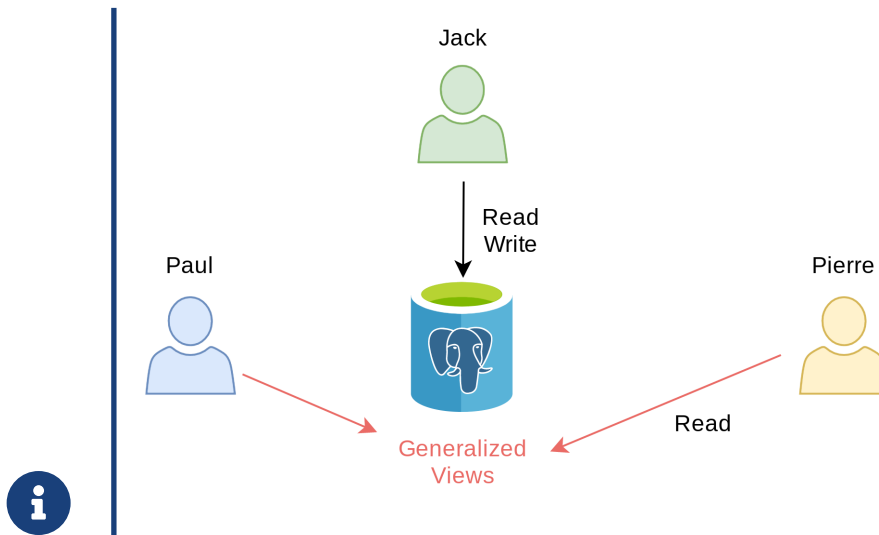 Jack
Read
Write
Paul
Pierre
Read
Generalized
Views